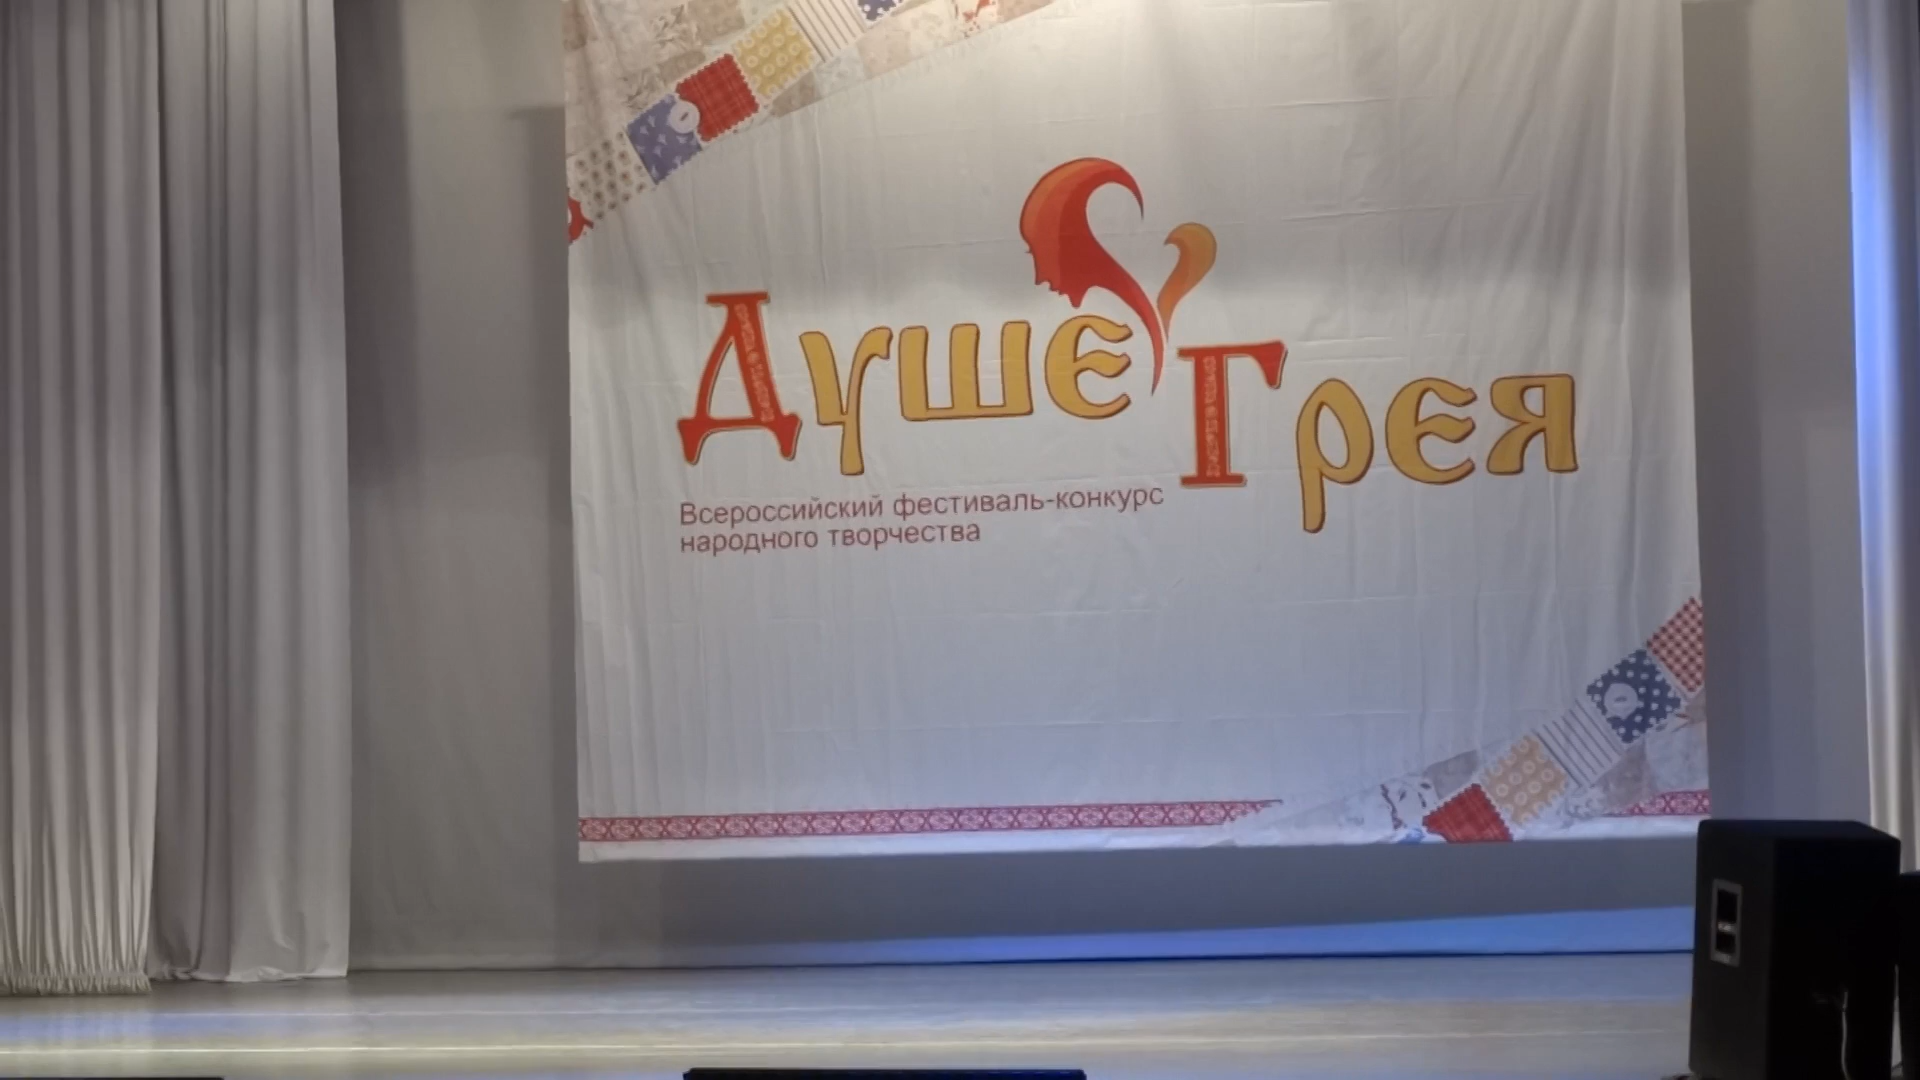 ДушеГрея
Всероссийский фестиваль-конкурс
народного творчества